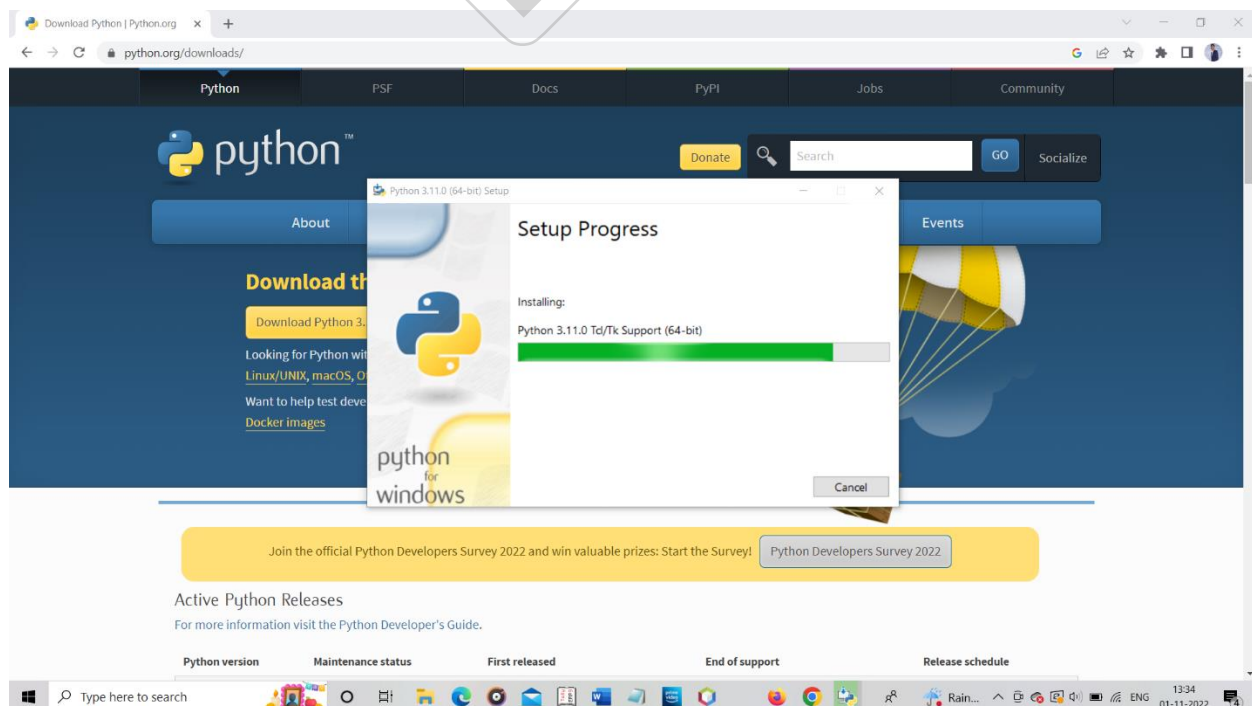 Download Python | Python.org
python.org/downloads/
Python
PSF
Docs
PyPI
Jobs
Community
python™
Donate
Search
GO
Socialize
About
Events
Download th
Download Python 3.
Looking for Python wit
Linux/UNIX, macOS, O
Want to help test deve
Docker images
Python 3.11.0 (64-bit) Setup
Setup Progress
Installing:
Python 3.11.0 Tcl/Tk Support (64-bit)
python
for
windows
Cancel
Join the official Python Developers Survey 2022 and win valuable prizes: Start the Survey!
Python Developers Survey 2022
Active Python Releases
For more information visit the Python Developer's Guide.
Python version Maintenance status First released End of support Release schedule
Type here to search
Rain...
ENG
13:34
01-11-2022
4